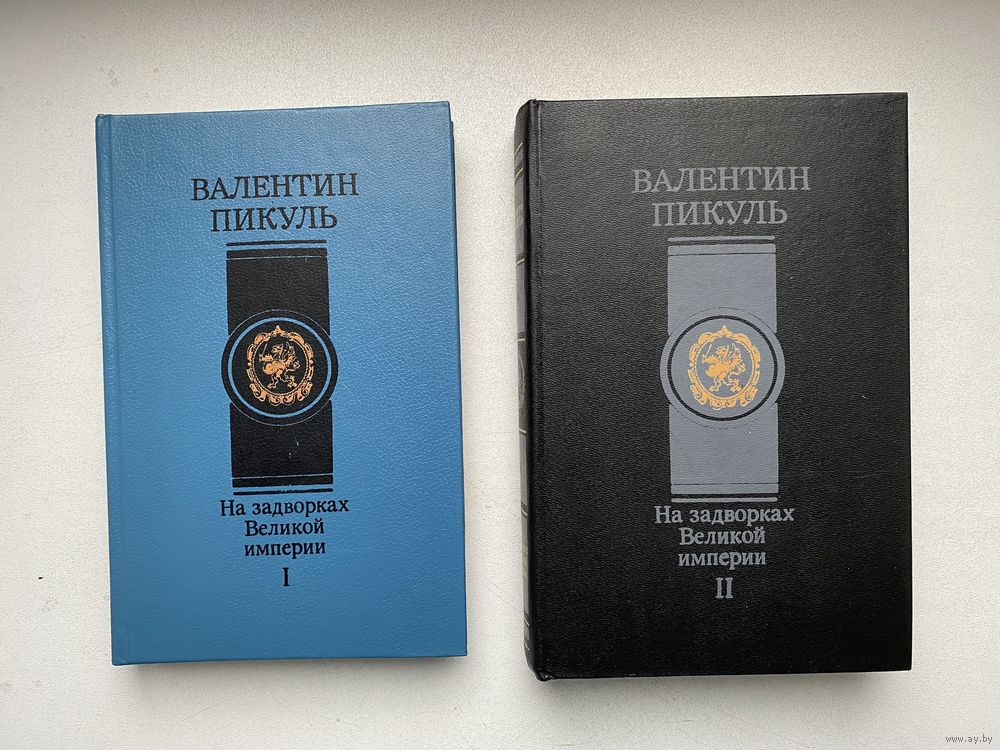 ВАЛЕНТИН
ПИКУЛЬ
На задворках
Великой
империи
I
ВАЛЕНТИН
ПИКУЛЬ
На задворках
Великой
империи
II
www.ay.by